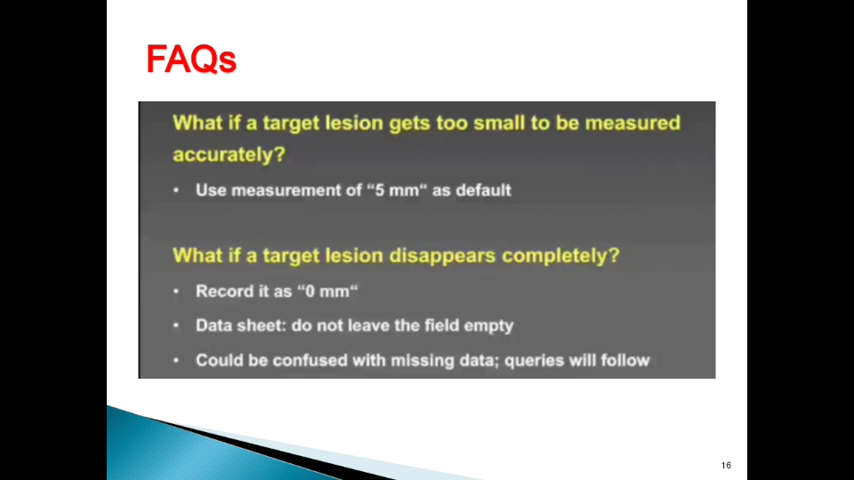 FAQs
What if a target lesion gets too small to be measured
accurately?
• Use measurement of “5 mm“ as default
What if a target lesion disappears completely?
• Record it as “0 mm“
• Data sheet: do not leave the field empty
• Could be confused with missing data; queries will follow
16